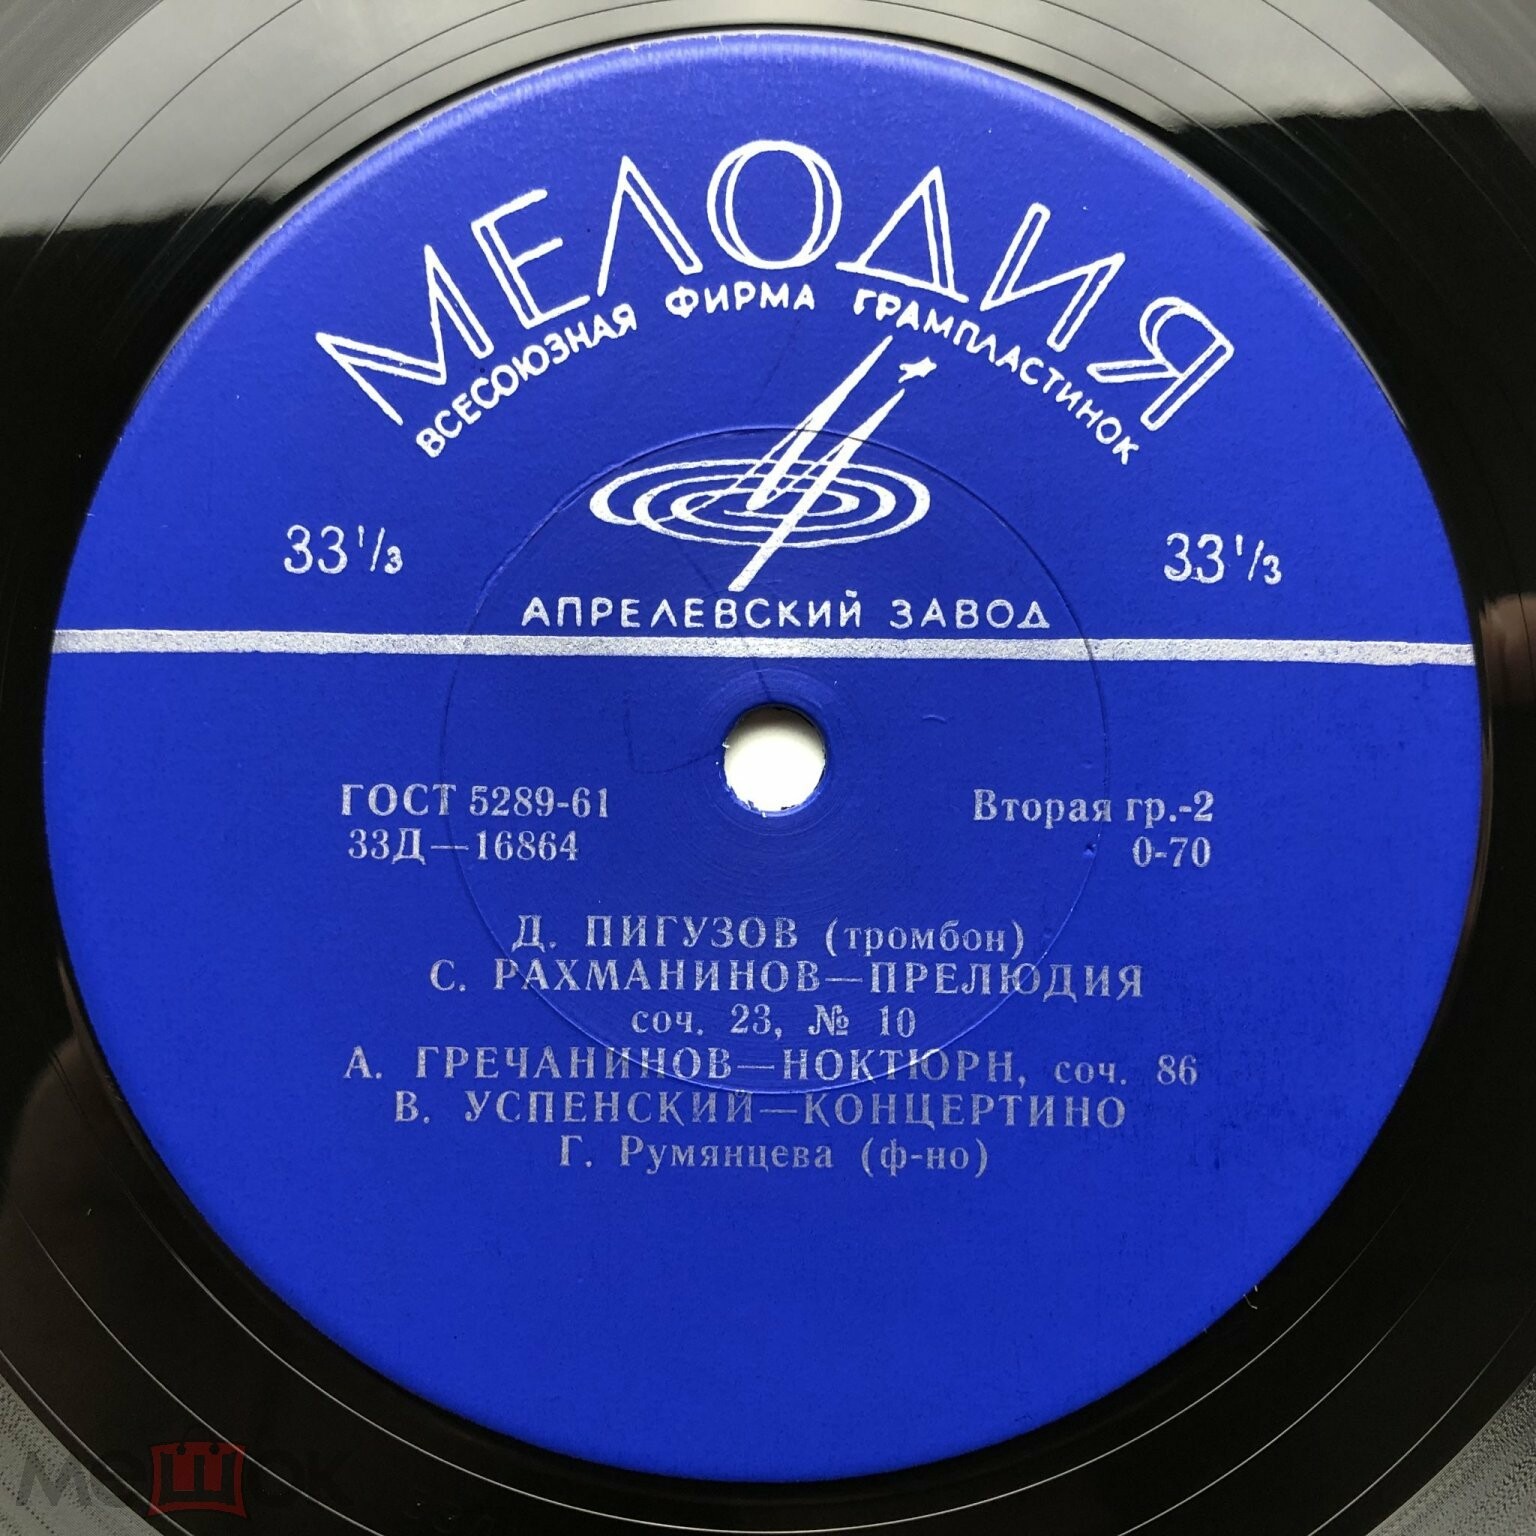 МЕЛОДИЯ
ВСЕСОЮЗНАЯ ФИРМА ГРАМПЛАСТИНОК
33 1/3 33 1/3
АПРЕЛЕВСКИЙ ЗАВОД
ГОСТ 5289-61 Вторая гр.-2
33Д—16864 0-70
Д. ПИГУЗОВ (тромбон)
С. РАХМАНИНОВ—ПРЕЛЮДИЯ
соч. 23, № 10
А. ГРЕЧАНИНОВ—НОКТЮРН, соч. 86
В. УСПЕНСКИЙ—КОНЦЕРТИНО
Г. Румянцева (ф-но)
МЕШОК